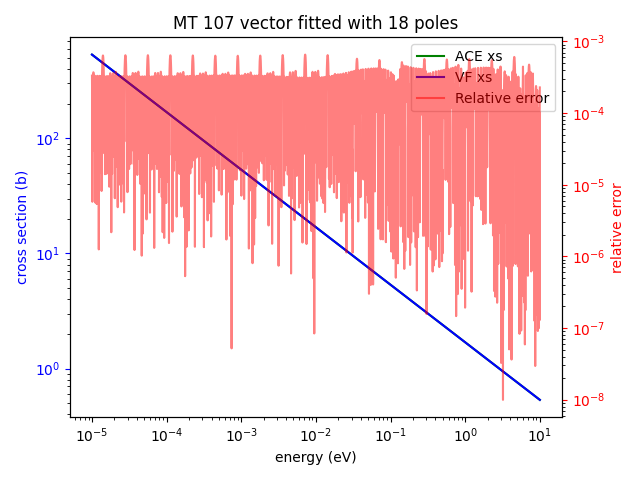 MT 107 vector fitted with 18 poles
ACE xs
VF xs
Relative error
cross section (b)
10²
10¹
10⁰
relative error
10⁻³
10⁻⁴
10⁻⁵
10⁻⁶
10⁻⁷
10⁻⁸
10⁻⁵ 10⁻⁴ 10⁻³ 10⁻² 10⁻¹ 10⁰ 10¹
energy (eV)